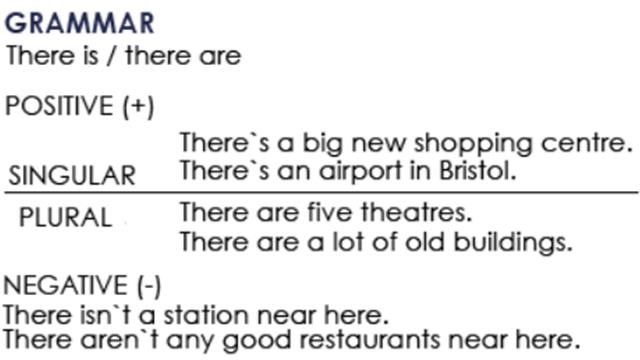 GRAMMAR
There is / there are
POSITIVE (+)
There`s a big new shopping centre.
SINGULAR There`s an airport in Bristol.
PLURAL There are five theatres.
There are a lot of old buildings.
NEGATIVE (-)
There isn`t a station near here.
There aren`t any good restaurants near here.